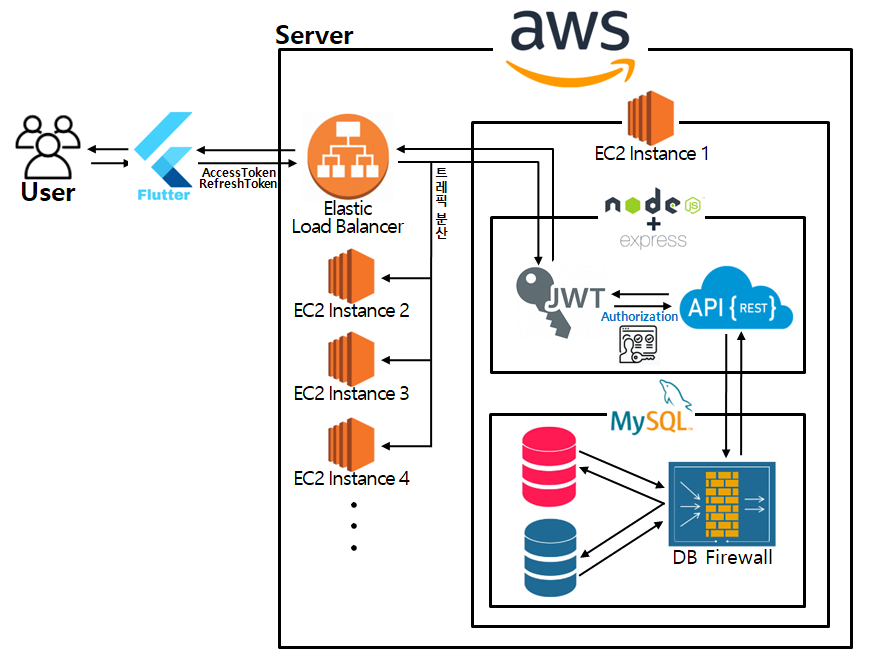 Server
aws
EC2 Instance 1
User
Flutter
AccessToken
RefreshToken
Elastic
Load Balancer
트레픽 분산
node
JS
+
express
EC2 Instance 2
JWT
Authorization
API {REST}
EC2 Instance 3
MySQL
EC2 Instance 4
DB Firewall